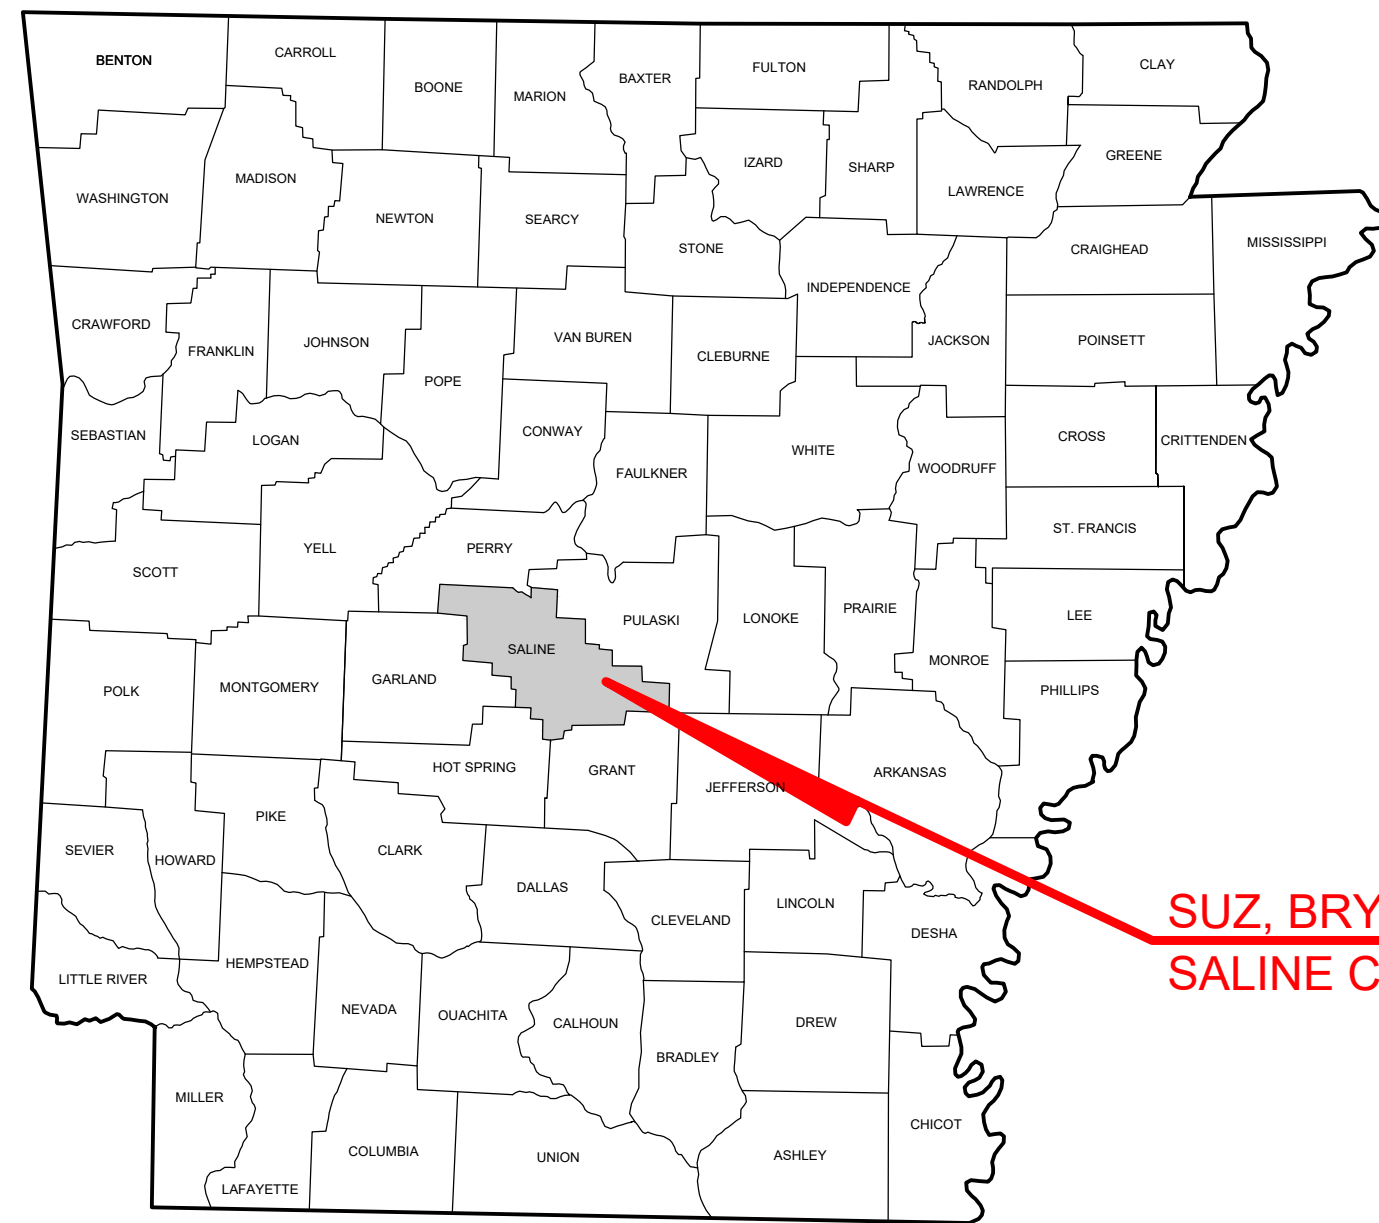 BENTON
CARROLL
BOONE
MARION
BAXTER
FULTON
RANDOLPH
CLAY
GREENE
IZARD
SHARP
LAWRENCE
MADISON
WASHINGTON
NEWTON
SEARCY
STONE
CRAIGHEAD
MISSISSIPPI
INDEPENDENCE
CRAWFORD
FRANKLIN
JOHNSON
VAN BUREN
CLEBURNE
JACKSON
POINSETT
POPE
SEBASTIAN
LOGAN
CONWAY
FAULKNER
WHITE
WOODRUFF
CROSS
CRITTENDEN
ST. FRANCIS
SCOTT
YELL
PERRY
PULASKI
LONOKE
PRAIRIE
LEE
SALINE
MONROE
POLK
MONTGOMERY
GARLAND
PHILLIPS
HOT SPRING
GRANT
JEFFERSON
ARKANSAS
PIKE
SEVIER
HOWARD
CLARK
DALLAS
CLEVELAND
LINCOLN
DESHA
SUZ, BRY
SALINE C
LITTLE RIVER
HEMPSTEAD
NEVADA
OUACHITA
CALHOUN
DREW
BRADLEY
MILLER
CHICOT
COLUMBIA
UNION
ASHLEY
LAFAYETTE